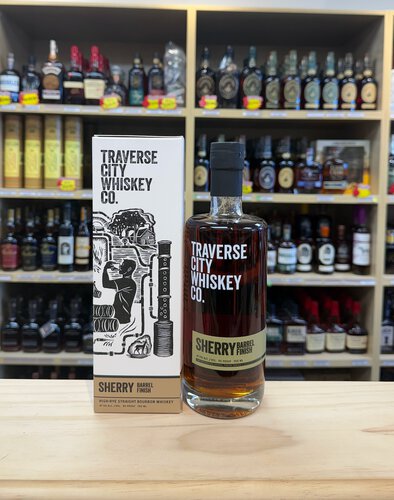 TRAVERSE
CITY
WHISKEY
CO.
SHERRY BARREL
FINISH
HIGH-RYE STRAIGHT BOURBON WHISKEY
TRAVERSE
CITY
WHISKEY
CO.
SHERRY BARREL
FINISH